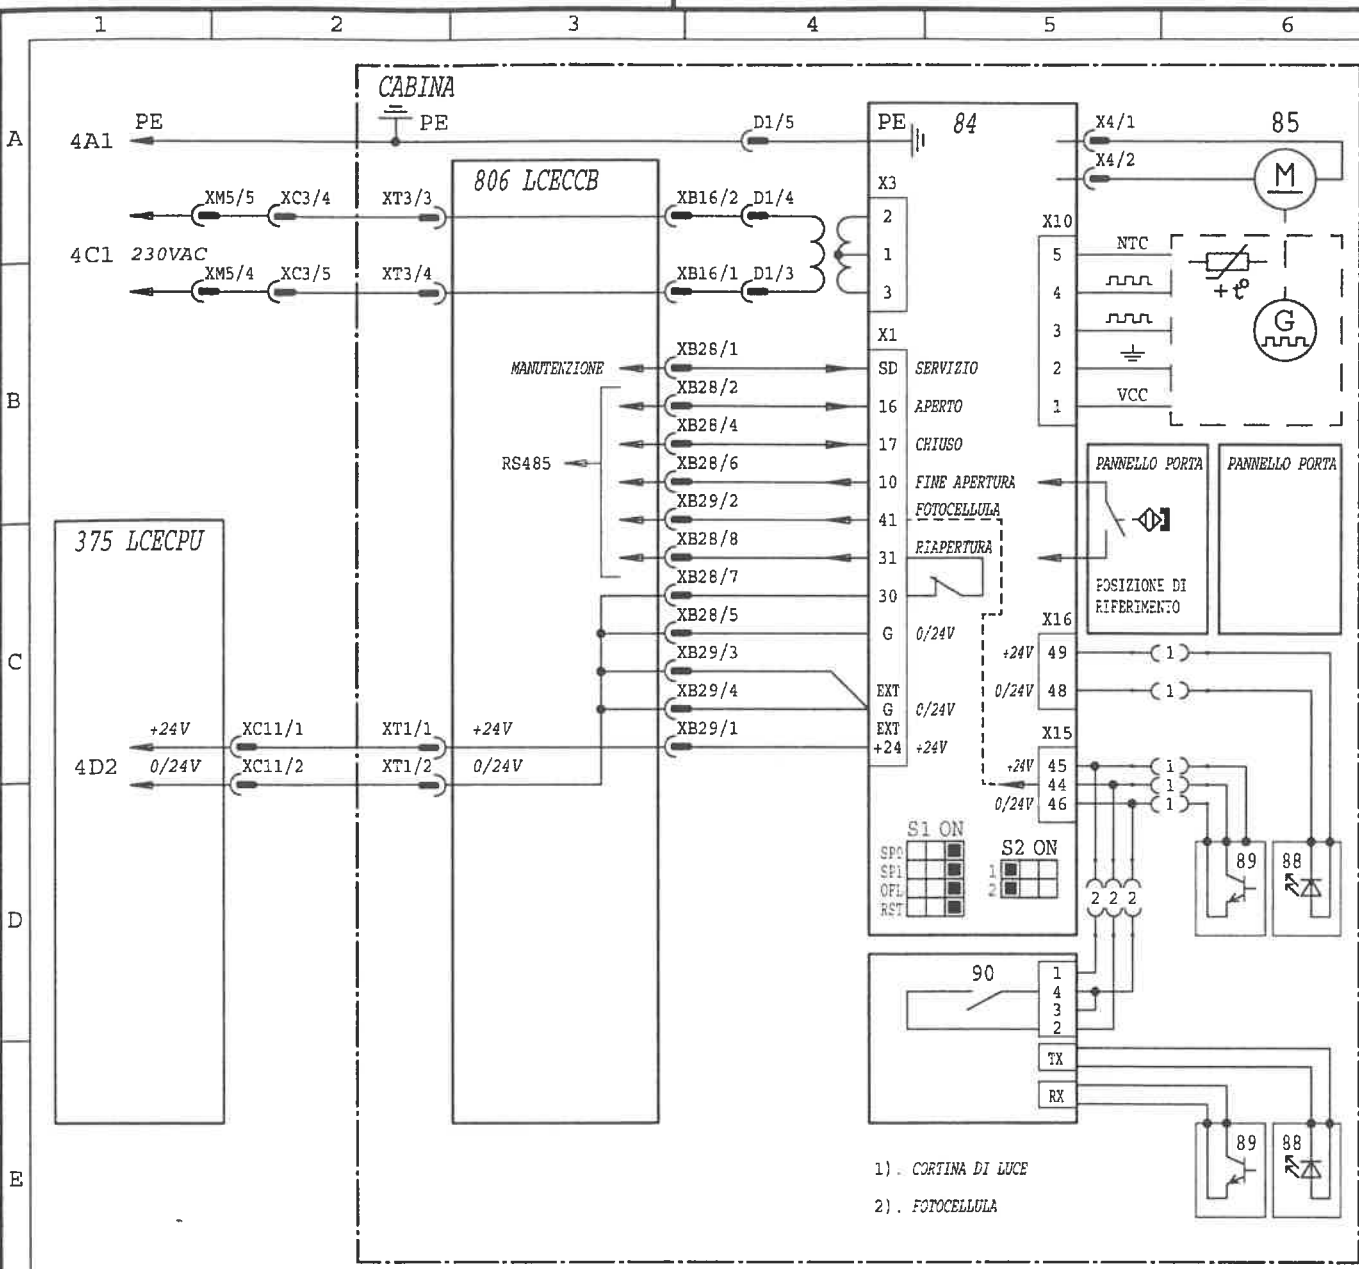 1 2 3 4 5 6
CABINA
A 4A1 PE PE D1/5 PE 84 X4/1 85
X4/2 M
806 LCECCB X3
XM5/5 XC3/4 XT3/3 XB16/2 D1/4 2 X10
4C1 230VAC 1 5 NTC
XM5/4 XC3/5 XT3/4 XB16/1 D1/3 3 4 +t°
X1 3 G
MANUTENZIONE XB28/1 SD SERVIZIO 2
B XB28/2 16 APERTO 1 VCC
XB28/4 17 CHIUSO
RS485 XB28/6 10 FINE APERTURA PANNELLO PORTA PANNELLO PORTA
XB29/2 41 FOTOCELLULA
375 LCECPU XB28/8 31 RIAPERTURA
XB28/7 30 POSIZIONE DI
RIFERIMENTO
XB28/5 G 0/24V X16
C XB29/3 +24V 49 1
XB29/4 EXT G 0/24V 0/24V 48 1
+24V XC11/1 XT1/1 +24V XB29/1 EXT +24 +24V X15
4D2 0/24V XC11/2 XT1/2 0/24V +24V 45 1
44 1
0/24V 46 1
S1 ON
SP0 S2 ON 89 88
SP1 1
OPL 2 2 2 2
D RST
90 1
4
3
2
TX
RX
89 88
E 1). CORTINA DI LUCE
2). FOTOCELLULA